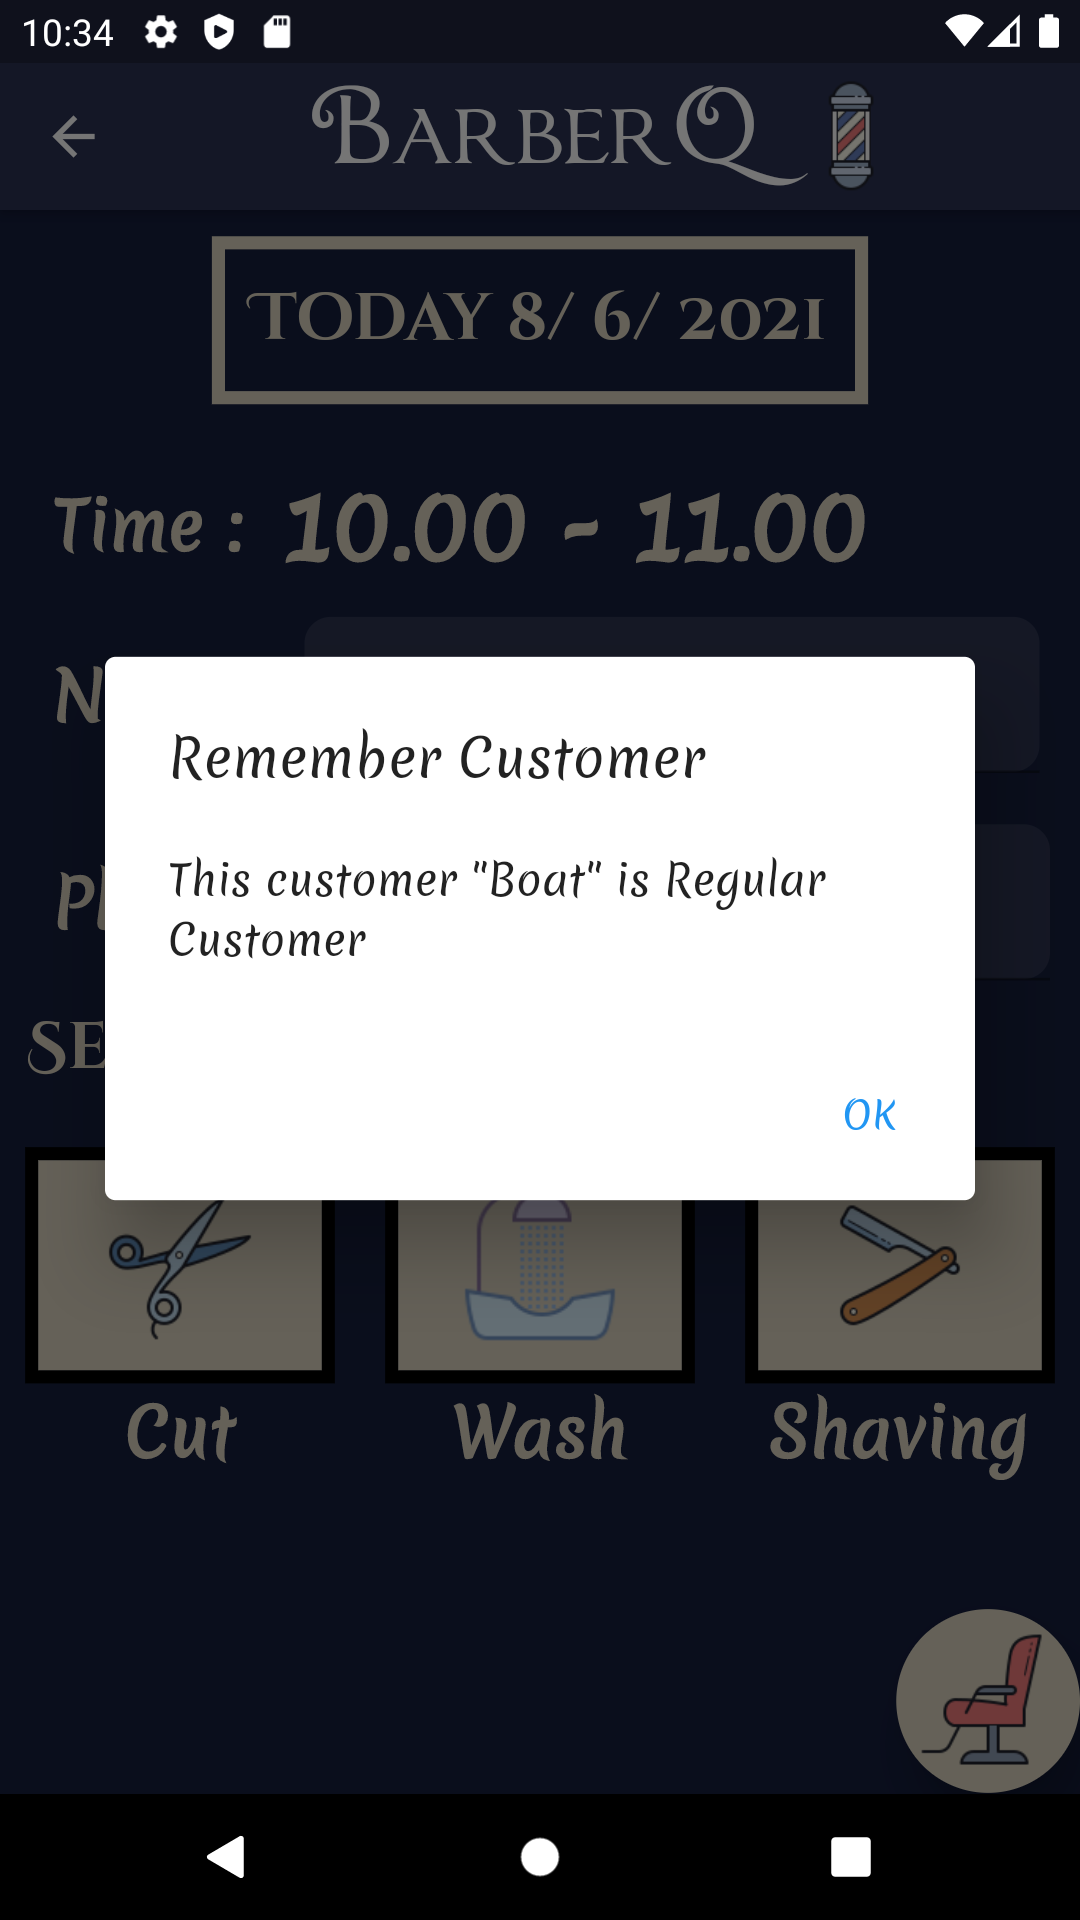 10:34
BarberQ
Today 8/ 6/ 2021
Time : 10.00 - 11.00
N
Remember Customer
This customer "Boat" is Regular
Customer
OK
Se
Cut Wash Shaving